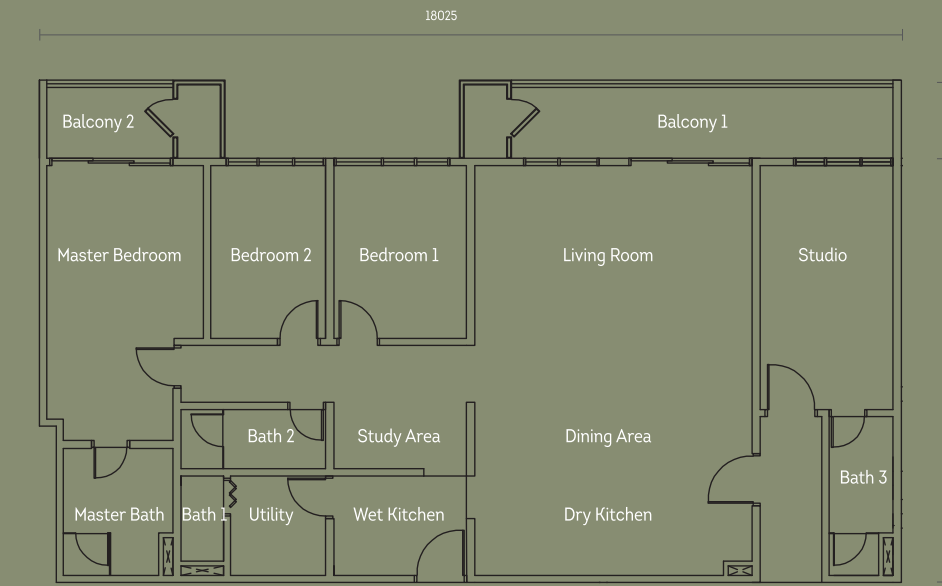 18025
Balcony 2
Balcony 1
Master Bedroom
Bedroom 2
Bedroom 1
Living Room
Studio
Bath 2
Study Area
Dining Area
Bath 3
Master Bath
Bath 1
Utility
Wet Kitchen
Dry Kitchen